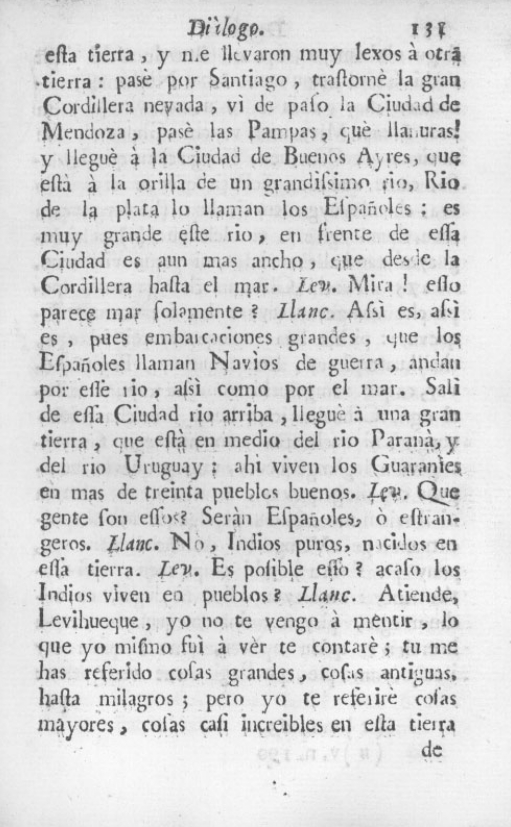 Diàlogo. 131
esta tierra, y me llevaron muy lexos à otra
tierra: pasè por Santiago, trastornè la gran
Cordillera nevada, vì de paso la Ciudad de
Mendoza, pasè las Pampas, què llanuras!
y lleguè à la Ciudad de Buenos Ayres, que
està à la orilla de un grandissimo rio, Rio
de la plata lo llaman los Españoles: es
muy grande este rio, en frente de essa
Ciudad es aun mas ancho, que desde la
Cordillera hasta el mar. Lev. Mira! esso
parece mar solamente? Llanc. Assì es, assì
es, pues embarcaciones grandes, que los
Españoles llaman Navìos de guerra, andan
por esse rio, assì como por el mar. Salì
de essa Ciudad rio arriba, lleguè à una gran
tierra, que està en medio del rio Paranà, y
del rio Uruguay: ahì viven los Guaranìes
en mas de treinta pueblos buenos. Lev. Que
gente son essos? Seràn Españoles, ò estran-
geros. Llanc. No, Indios puros, nacidos en
essa tierra. Lev. Es posible esso? acaso los
Indios viven en pueblos? Llanc. Atiende,
Levihueque, yo no te vengo à mentir, lo
que yo mismo fuì à vèr te contarè; tu me
has referido cosas grandes, cosas antiguas,
hasta milagros; pero yo te referirè cosas
mayores, cosas casi increibles en esta tierra
de